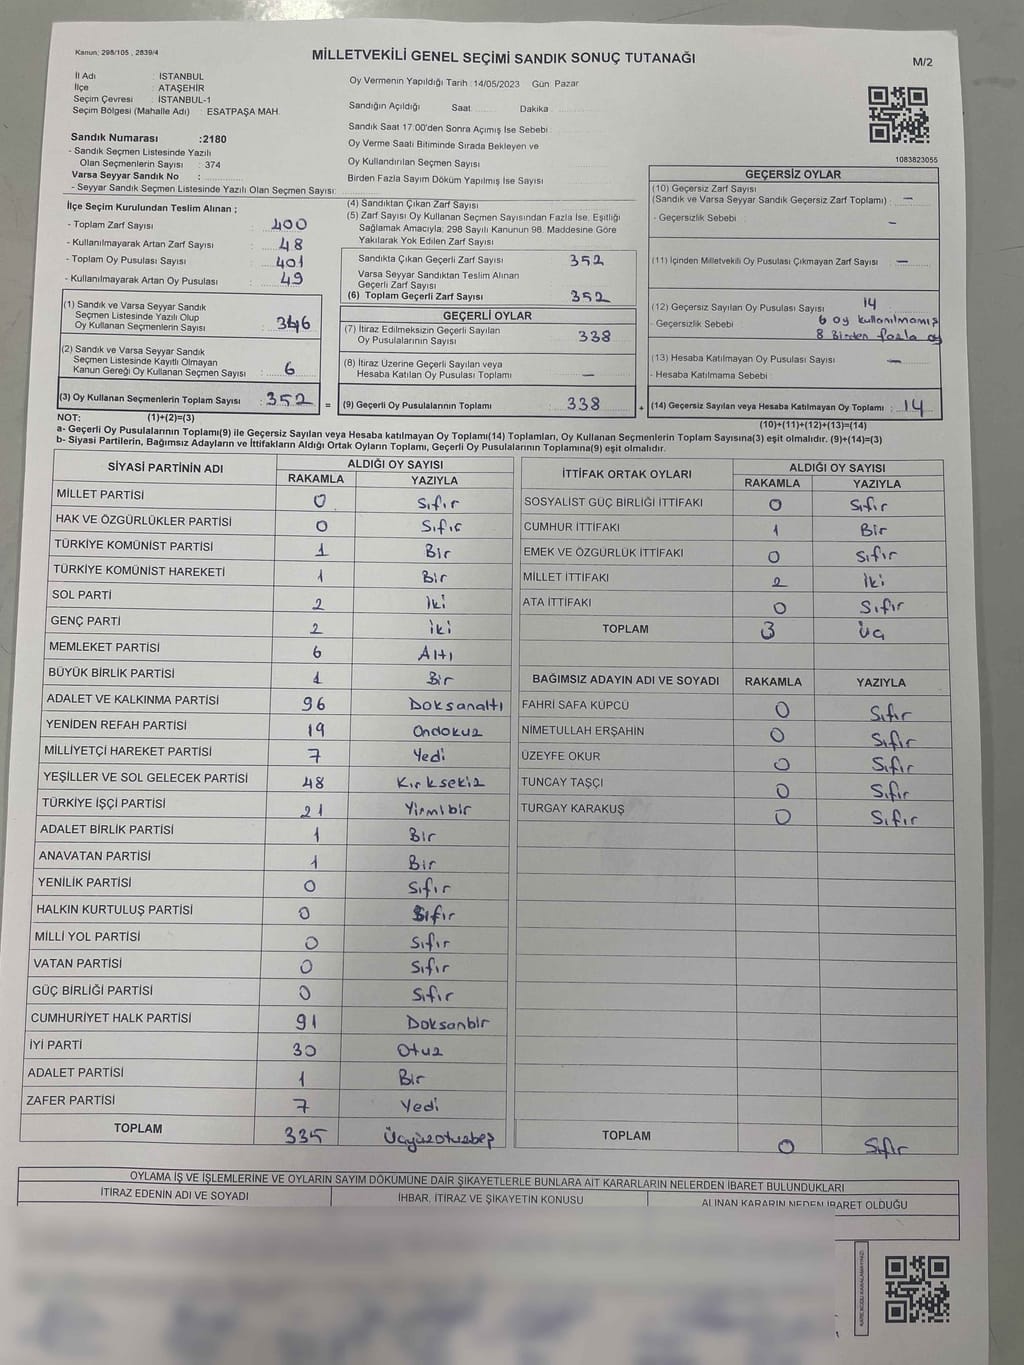 Kanun; 298/105 , 2839/4
MİLLETVEKİLİ GENEL SEÇİMİ SANDIK SONUÇ TUTANAĞI
M/2
İl Adı : İSTANBUL
İlçe : ATAŞEHİR
Seçim Çevresi : İSTANBUL-1
Seçim Bölgesi (Mahalle Adı) : ESATPAŞA MAH.
Oy Vermenin Yapıldığı Tarih :14/05/2023 Gün Pazar
Sandığın Açıldığı Saat Dakika
Sandık Saat 17:00'den Sonra Açımış İse Sebebi
Oy Verme Saati Bitiminde Sırada Bekleyen ve
Oy Kullandırılan Seçmen Sayısı
Birden Fazla Sayım Döküm Yapılmış İse Sayısı
1083823055
Sandık Numarası :2180
- Sandık Seçmen Listesinde Yazılı
Olan Seçmenlerin Sayısı : 374
Varsa Seyyar Sandık No :
- Seyyar Sandık Seçmen Listesinde Yazılı Olan Seçmen Sayısı:
İlçe Seçim Kurulundan Teslim Alınan ;
- Toplam Zarf Sayısı : 400
- Kullanılmayarak Artan Zarf Sayısı : 48
- Toplam Oy Pusulası Sayısı : 401
- Kullanılmayarak Artan Oy Pusulası : 49
(1) Sandık ve Varsa Seyyar Sandık
Seçmen Listesinde Yazılı Olup
Oy Kullanan Seçmenlerin Sayısı : 346
(2) Sandık ve Varsa Seyyar Sandık
Seçmen Listesinde Kayıtlı Olmayan
Kanun Gereği Oy Kullanan Seçmen Sayısı : 6
(3) Oy Kullanan Seçmenlerin Toplam Sayısı : 352 =
(4) Sandıktan Çıkan Zarf Sayısı
(5) Zarf Sayısı Oy Kullanan Seçmen Sayısından Fazla İse, Eşitliği
Sağlamak Amacıyla; 298 Sayılı Kanunun 98. Maddesine Göre
Yakılarak Yok Edilen Zarf Sayısı
Sandıkta Çıkan Geçerli Zarf Sayısı 352
Varsa Seyyar Sandıktan Teslim Alınan
Geçerli Zarf Sayısı
(6) Toplam Geçerli Zarf Sayısı 352
GEÇERLİ OYLAR
(7) İtiraz Edilmeksizin Geçerli Sayılan
Oy Pusulalarının Sayısı 338
(8) İtiraz Üzerine Geçerli Sayılan veya
Hesaba Katılan Oy Pusulası Toplamı —
(9) Geçerli Oy Pusulalarının Toplamı 338 +
GEÇERSİZ OYLAR
(10) Geçersiz Zarf Sayısı
(Sandık ve Varsa Seyyar Sandık Geçersiz Zarf Toplamı) : —
- Geçersizlik Sebebi : —
(11) İçinden Milletvekili Oy Pusulası Çıkmayan Zarf Sayısı : —
(12) Geçersiz Sayılan Oy Pusulası Sayısı : 14
- Geçersizlik Sebebi : 6 oy kullanılmamış
8 Birden fazla oy
(13) Hesaba Katılmayan Oy Pusulası Sayısı : —
- Hesaba Katılmama Sebebi :
(14) Geçersiz Sayılan veya Hesaba Katılmayan Oy Toplamı : 14
NOT: (1)+(2)=(3)
(10)+(11)+(12)+(13)=(14)
a- Geçerli Oy Pusulalarının Toplamı(9) ile Geçersiz Sayılan veya Hesaba katılmayan Oy Toplamı(14) Toplamları, Oy Kullanan Seçmenlerin Toplam Sayısına(3) eşit olmalıdır. (9)+(14)=(3)
b- Siyasi Partilerin, Bağımsız Adayların ve İttifakların Aldığı Ortak Oyların Toplamı, Geçerli Oy Pusulalarının Toplamına(9) eşit olmalıdır.
SİYASİ PARTİNİN ADI
ALDIĞI OY SAYISI
RAKAMLA YAZIYLA
MİLLET PARTİSİ 0 Sıfır
HAK VE ÖZGÜRLÜKLER PARTİSİ 0 Sıfır
TÜRKİYE KOMÜNİST PARTİSİ 1 Bir
TÜRKİYE KOMÜNİST HAREKETİ 1 Bir
SOL PARTİ 2 İki
GENÇ PARTİ 2 iki
MEMLEKET PARTİSİ 6 Altı
BÜYÜK BİRLİK PARTİSİ 1 Bir
ADALET VE KALKINMA PARTİSİ 96 Doksanaltı
YENİDEN REFAH PARTİSİ 19 Ondokuz
MİLLİYETÇİ HAREKET PARTİSİ 7 Yedi
YEŞİLLER VE SOL GELECEK PARTİSİ 48 Kırksekiz
TÜRKİYE İŞÇİ PARTİSİ 21 Yirmibir
ADALET BİRLİK PARTİSİ 1 Bir
ANAVATAN PARTİSİ 1 Bir
YENİLİK PARTİSİ 0 Sıfır
HALKIN KURTULUŞ PARTİSİ 0 Sıfır
MİLLİ YOL PARTİSİ 0 Sıfır
VATAN PARTİSİ 0 Sıfır
GÜÇ BİRLİĞİ PARTİSİ 0 Sıfır
CUMHURİYET HALK PARTİSİ 91 Doksanbir
İYİ PARTİ 30 Otuz
ADALET PARTİSİ 1 Bir
ZAFER PARTİSİ 7 Yedi
TOPLAM 335 Üçyüzotuzbeş
İTTİFAK ORTAK OYLARI
ALDIĞI OY SAYISI
RAKAMLA YAZIYLA
SOSYALİST GÜÇ BİRLİĞİ İTTİFAKI 0 Sıfır
CUMHUR İTTİFAKI 1 Bir
EMEK VE ÖZGÜRLÜK İTTİFAKI 0 Sıfır
MİLLET İTTİFAKI 2 İki
ATA İTTİFAKI 0 Sıfır
TOPLAM 3 Üç
BAĞIMSIZ ADAYIN ADI VE SOYADI RAKAMLA YAZIYLA
FAHRİ SAFA KÜPCÜ 0 Sıfır
NİMETULLAH ERŞAHİN 0 Sıfır
ÜZEYFE OKUR 0 Sıfır
TUNCAY TAŞÇI 0 Sıfır
TURGAY KARAKUŞ 0 Sıfır
TOPLAM 0 Sıfır
OYLAMA İŞ VE İŞLEMLERİNE VE OYLARIN SAYIM DÖKÜMÜNE DAİR ŞİKAYETLERLE BUNLARA AİT KARARLARIN NELERDEN İBARET BULUNDUKLARI
İTİRAZ EDENİN ADI VE SOYADI
İHBAR, İTİRAZ VE ŞİKAYETİN KONUSU
ALINAN KARARIN NEDEN İBARET OLDUĞU